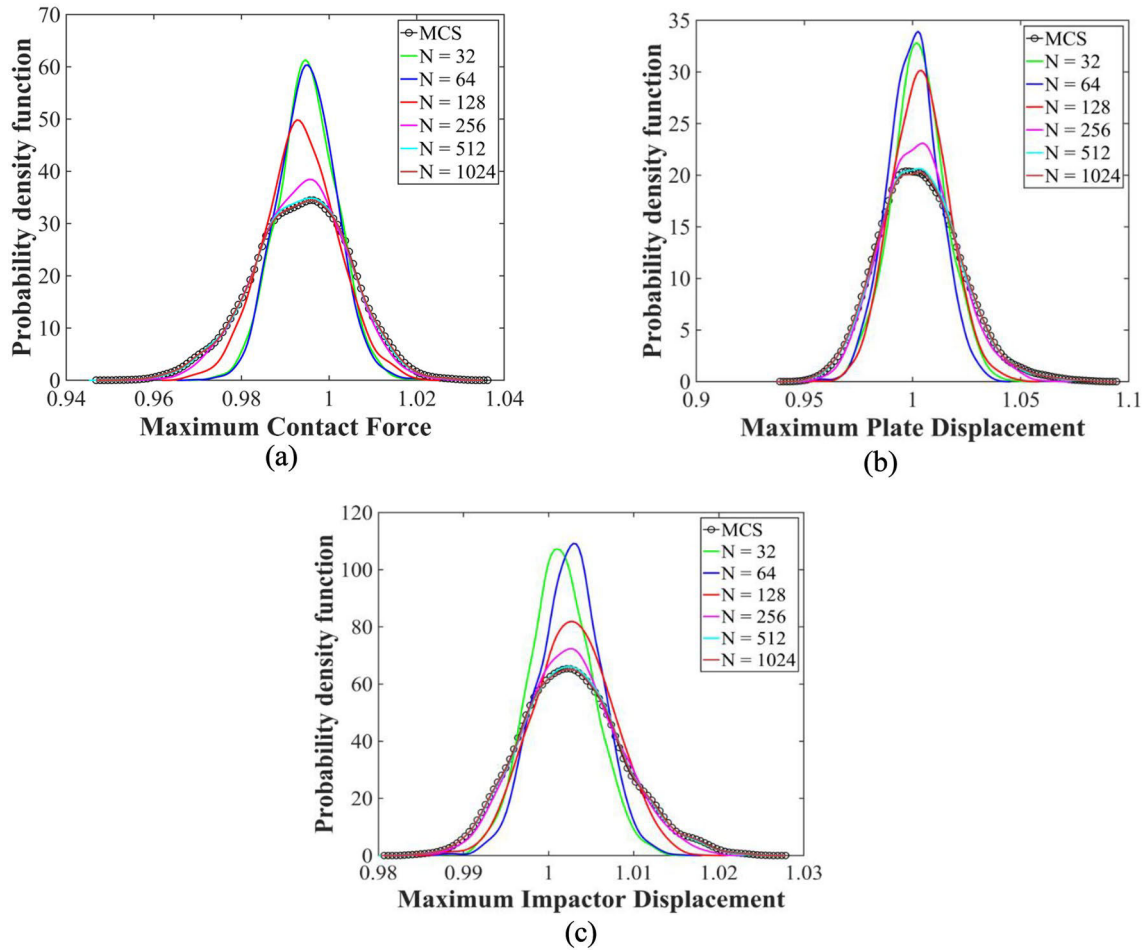 70
60
50
40
30
20
10
0
Probability density function
0.94 0.96 0.98 1 1.02 1.04
Maximum Contact Force
MCS
N = 32
N = 64
N = 128
N = 256
N = 512
N = 1024
(a)
35
30
25
20
15
10
5
0
Probability density function
0.9 0.95 1 1.05 1.1
Maximum Plate Displacement
MCS
N = 32
N = 64
N = 128
N = 256
N = 512
N = 1024
(b)
120
100
80
60
40
20
0
Probability density function
0.98 0.99 1 1.01 1.02 1.03
Maximum Impactor Displacement
MCS
N = 32
N = 64
N = 128
N = 256
N = 512
N = 1024
(c)